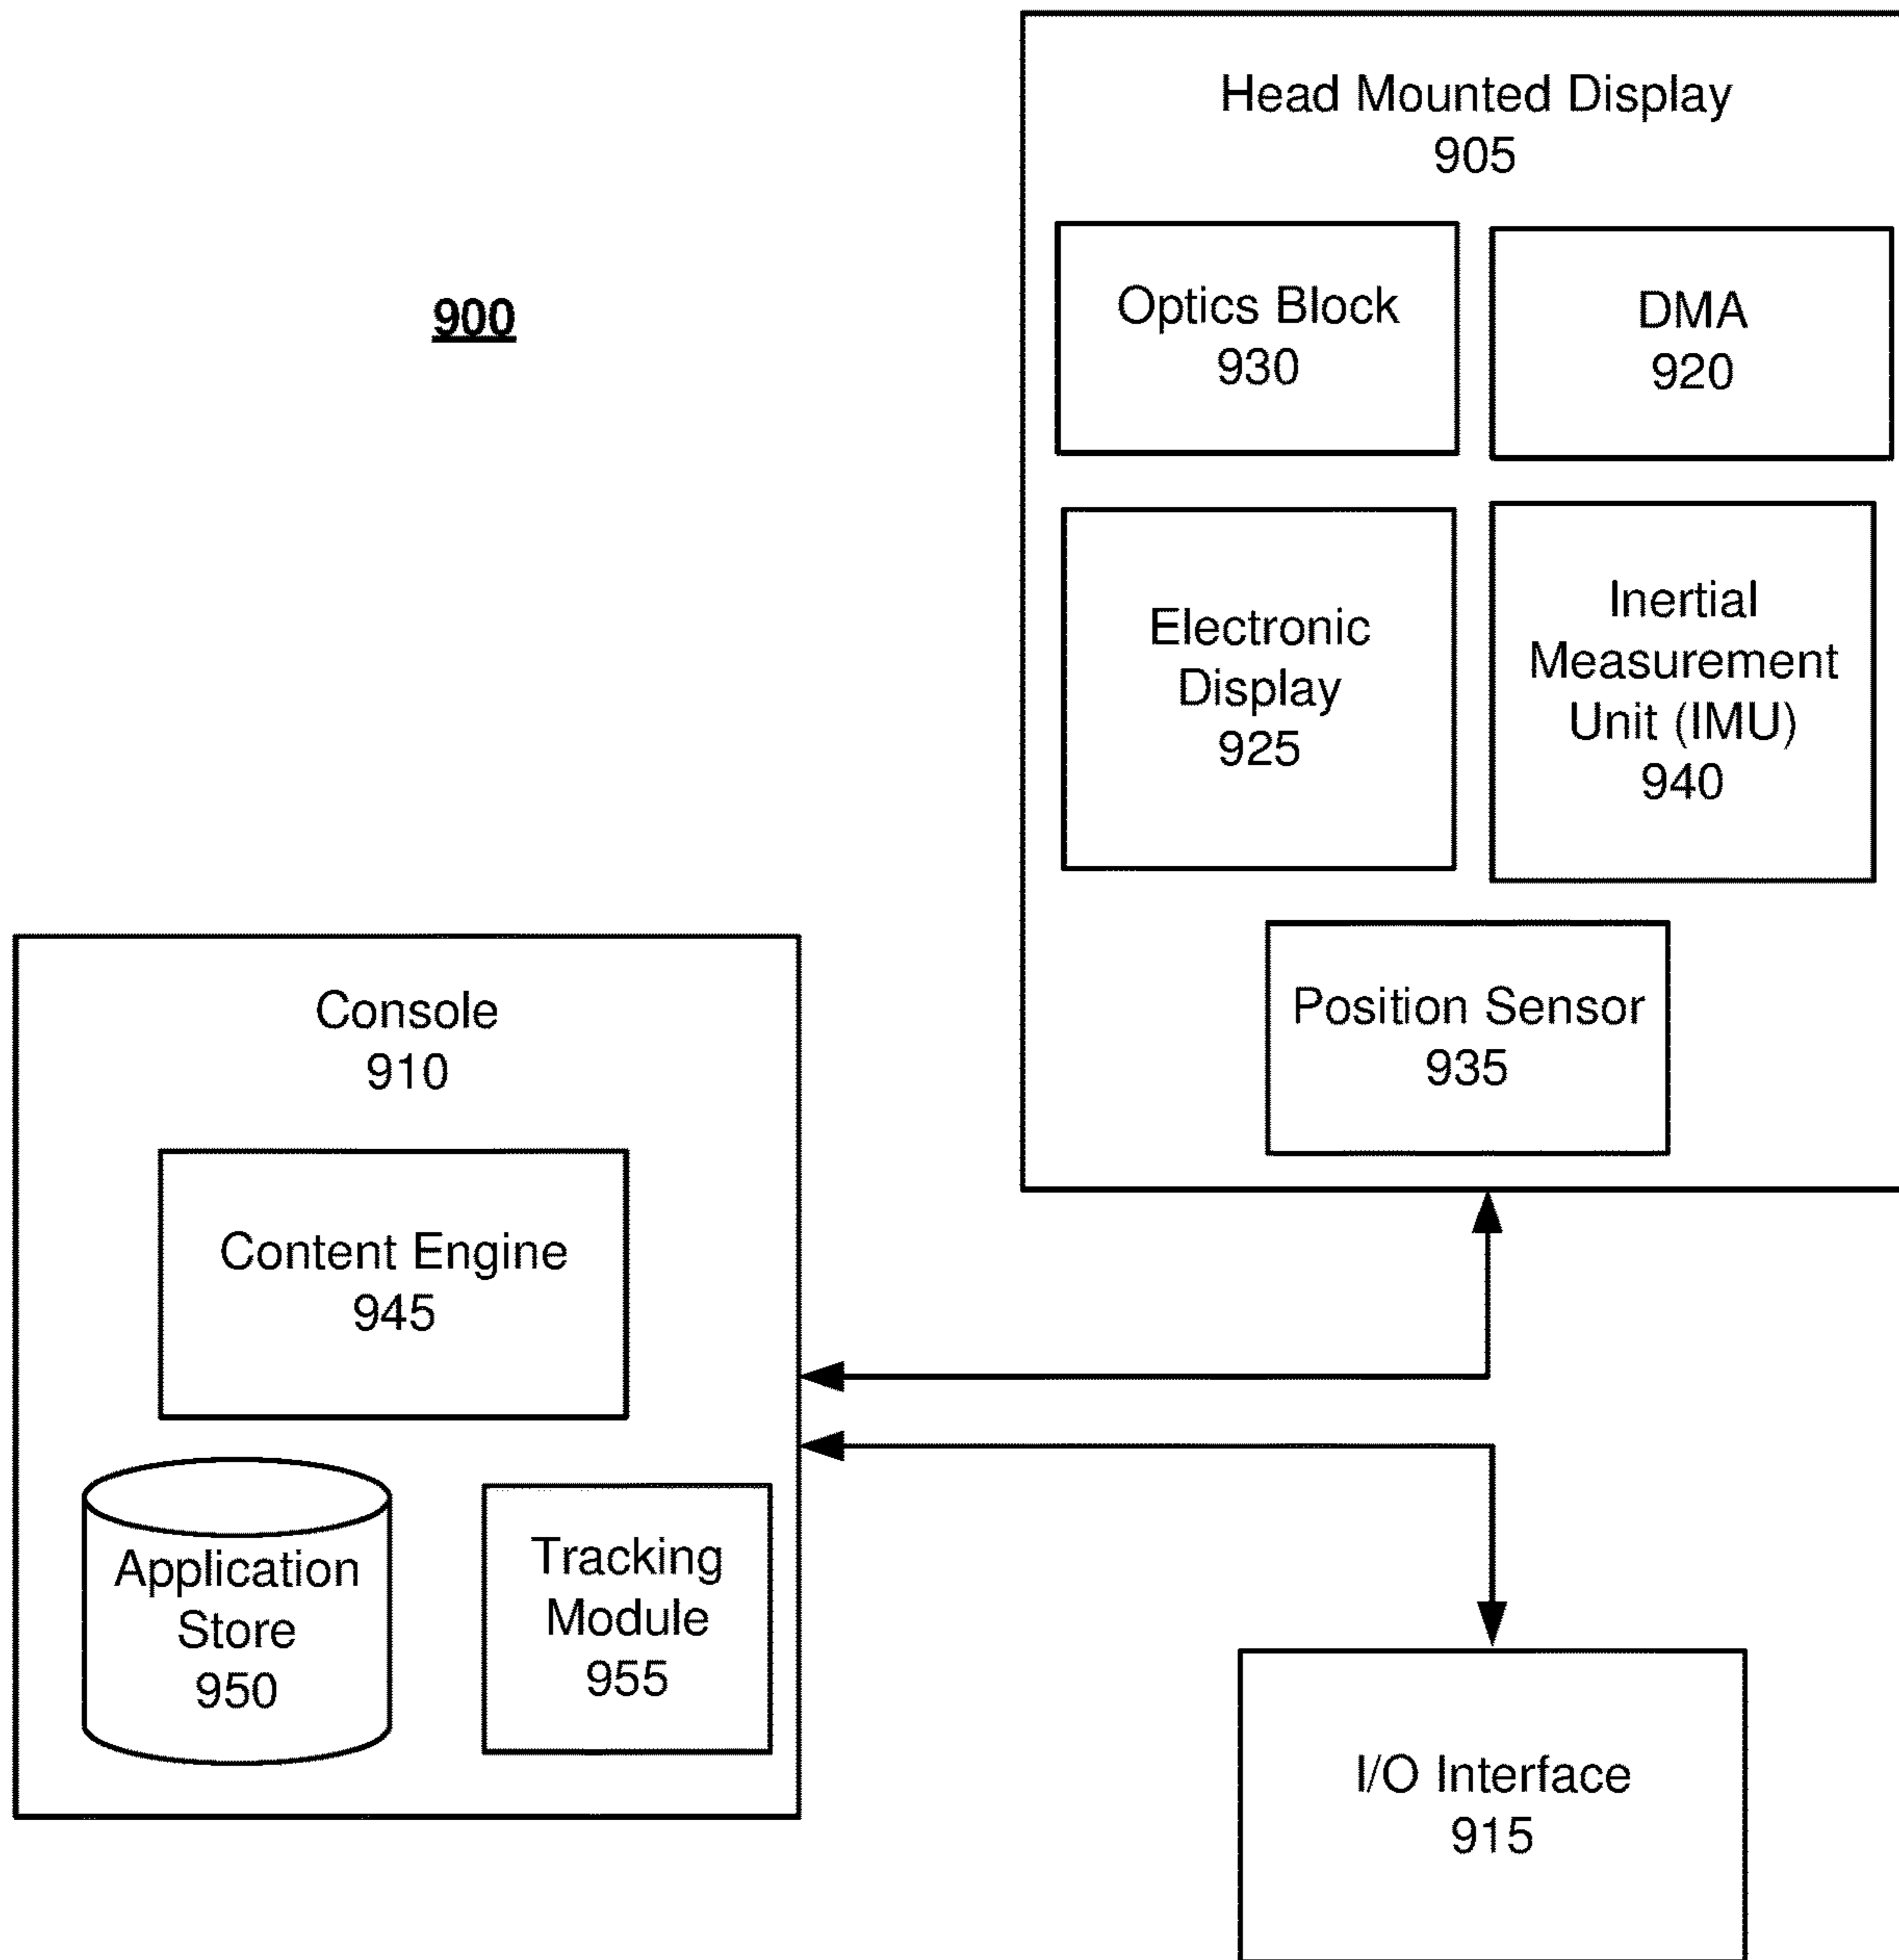 900
Head Mounted Display
905
Optics Block
930
DMA
920
Electronic
Display
925
Inertial
Measurement
Unit (IMU)
940
Position Sensor
935
Console
910
Content Engine
945
Application
Store
950
Tracking
Module
955
I/O Interface
915